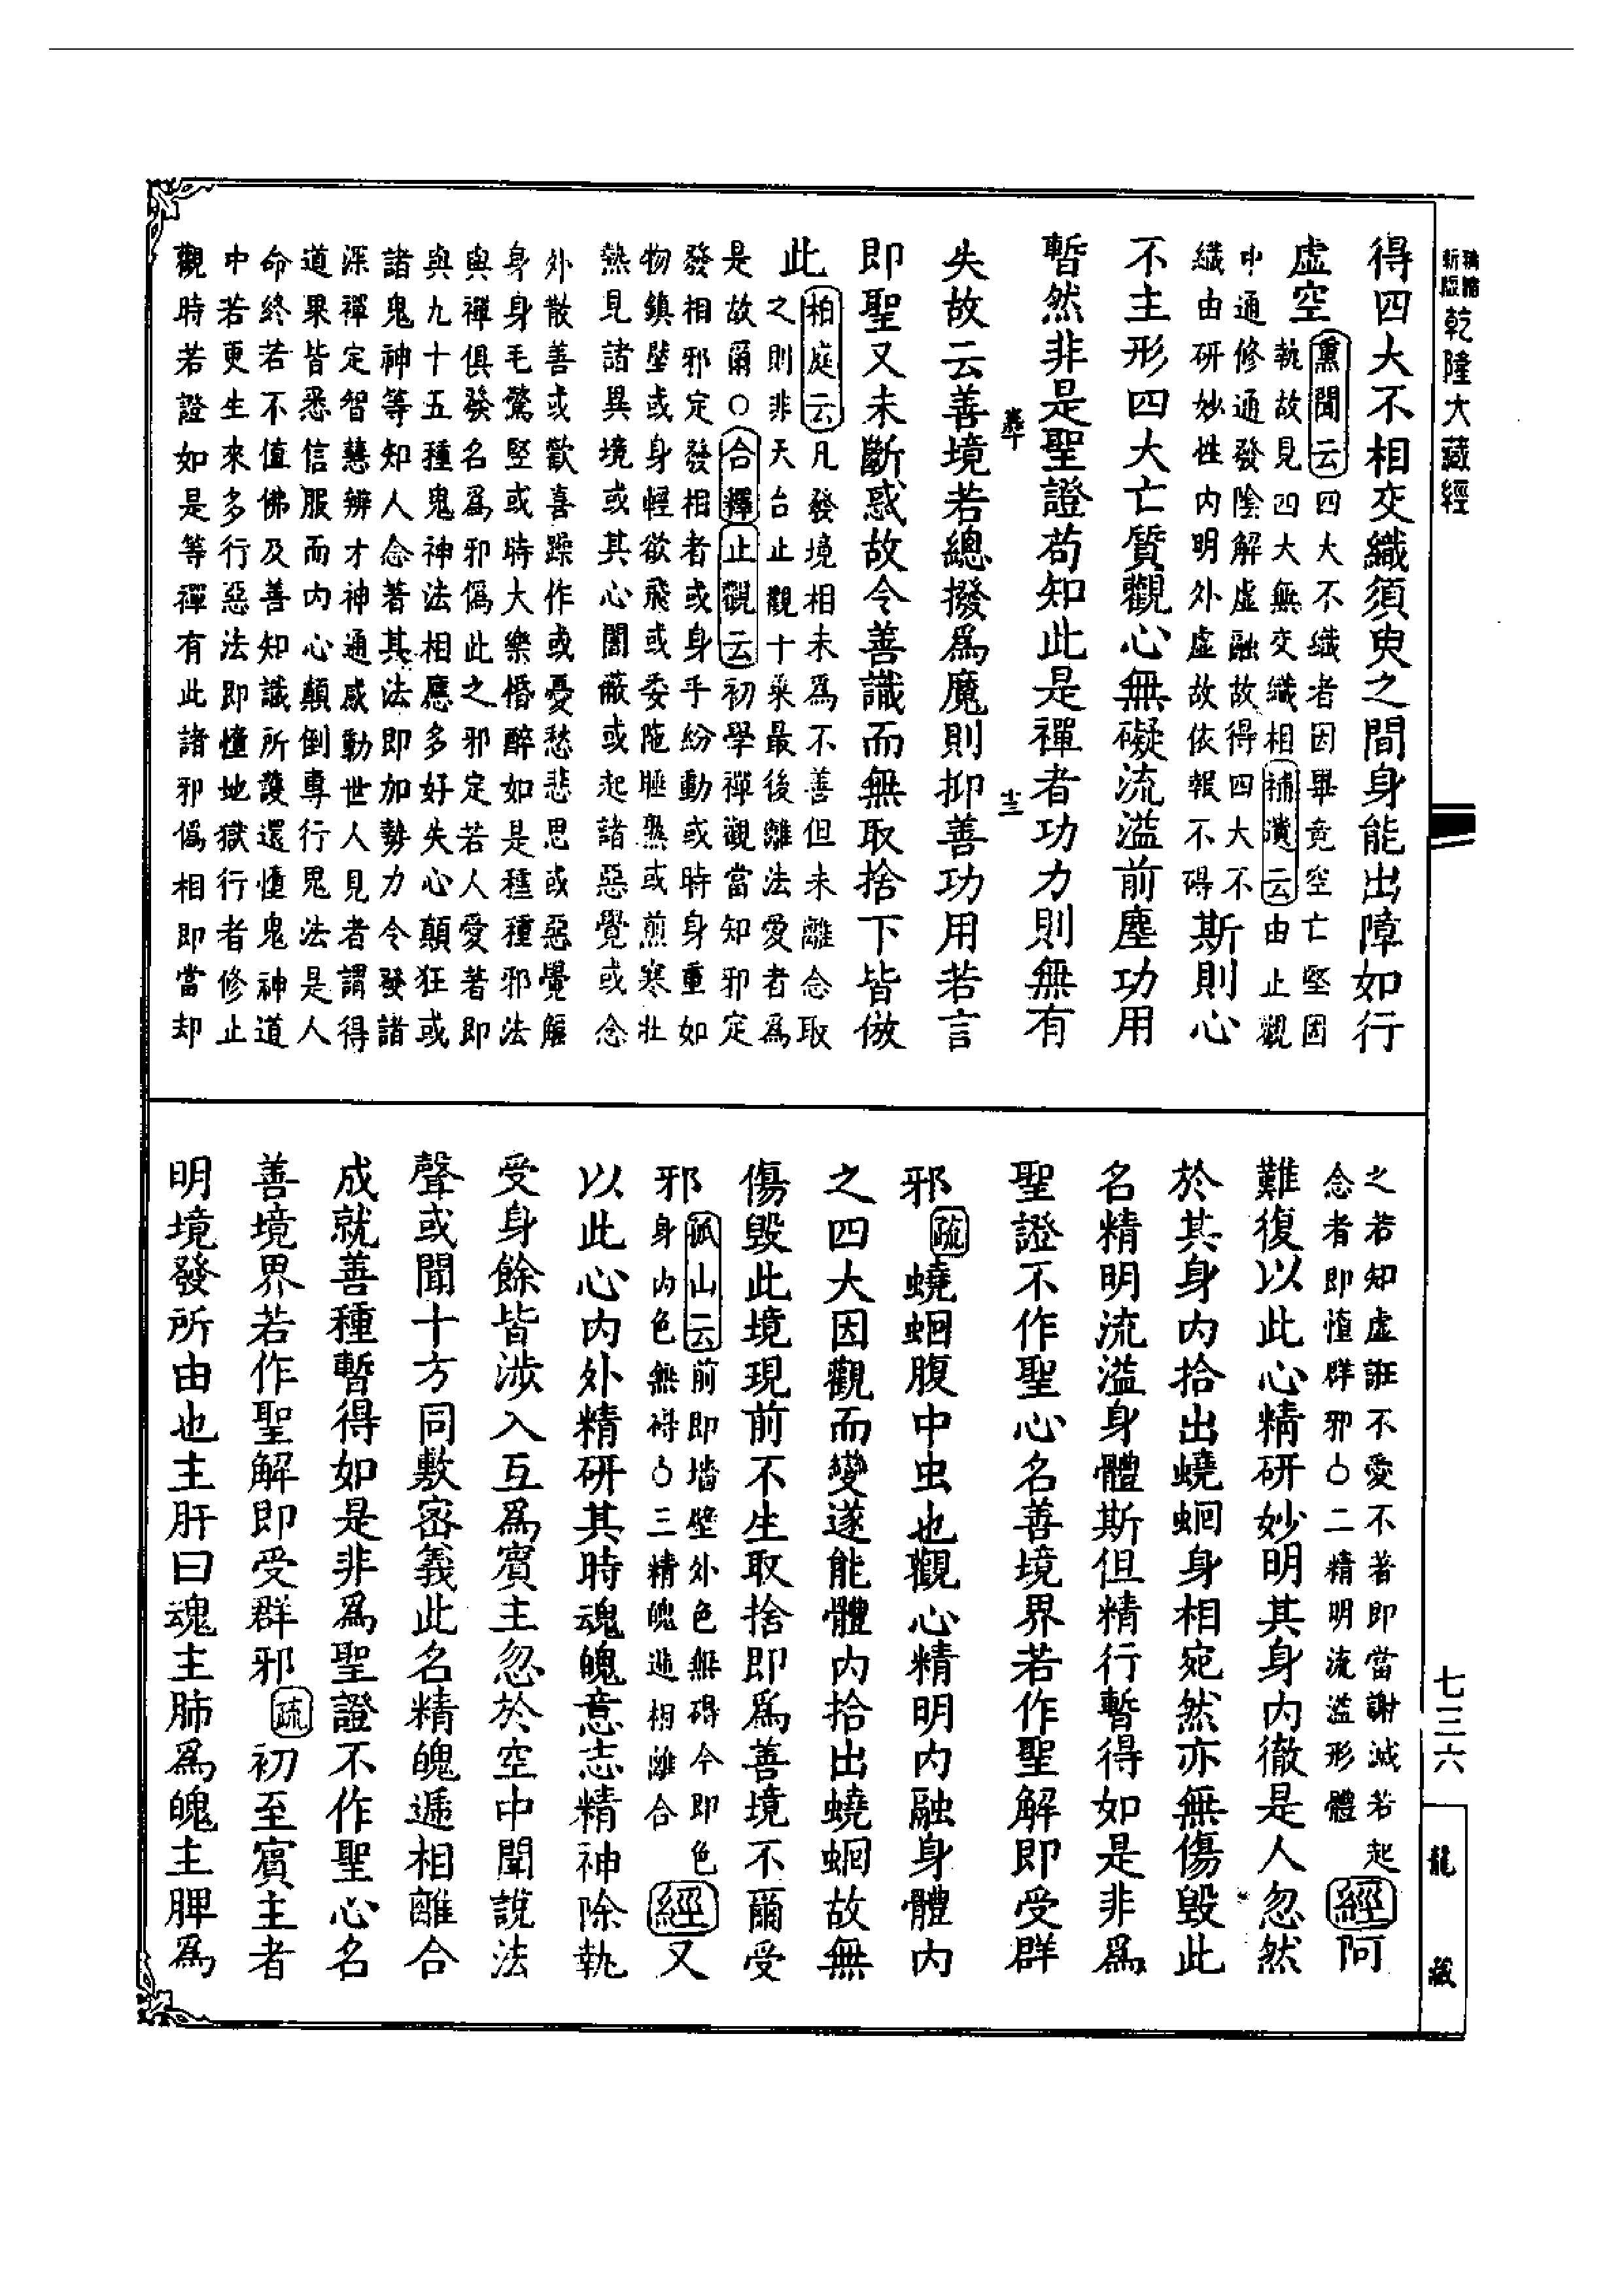 乾隆大藏經
得四大不相交織須臾之間身能出障如行
虛空
熏聞云四大不織者因畢竟空亡堅固
執故見四大無交織相補遺云由止觀
中通修通發陰解虛融故得四大不
織由研妙性內明外虛故依報不碍
斯則心
不主形四大亡質觀心無礙流溢前塵功用
暫然非是聖證苟知此是禪者功力則無有
失故云善境若總撥為魔則抑善功用若言
即聖又未斷惑故令善識而無取捨下皆倣
此
柏庭云凡發境相未為不善但未離念取
之則非天台止觀十乘最後離法愛者為
是故爾○合釋止觀云初學禪觀當知邪定
發相邪定發相者或身手紛動或時身重如
物鎮壓或身輕欲飛或委陁睡熟或煎寒壯
熱見諸異境或其心闇蔽或起諸惡覺或念
外散善或歡喜躁作或憂愁悲思或惡覺觸
身身毛驚竪或時大樂惛醉如是種種邪法
與禪俱發名為邪偽此之邪定若人愛著即
與九十五種鬼神法相應多好失心顛狂或
諸鬼神等知人念著其法即加勢力令發諸
深禪定智慧辨才神通感動世人見者謂得
道果皆悉信服而內心顛倒專行鬼法是人
命終若不值佛及善知識所護還憧鬼神道
中若更生來多行惡法即憧地獄行者修止
觀時若證如是等禪有此諸邪偽相即當却
之若知虛誑不愛不著即當謝滅若起
念者即憧群邪○二精明流溢形體
經阿
難復以此心精研妙明其身內徹是人忽然
於其身內拾出蟯蛔身相宛然亦無傷毀此
名精明流溢身體斯但精行暫得如是非為
聖證不作聖心名善境界若作聖解即受群
邪疏蟯蛔腹中虫也觀心精明內融身體內
之四大因觀而變遂能體內拾出蟯蛔故無
傷毀此境現前不生取捨即為善境不爾受
邪
孤山云前即墻壁外色無碍今即色
身內色無碍○三精魄遞相離合
經又
以此心內外精研其時魂魄意志精神除執
受身餘皆涉入互為賓主忽於空中聞說法
聲或聞十方同敷密義此名精魄遞相離合
成就善種暫得如是非為聖證不作聖心名
善境界若作聖解即受群邪疏初至賓主者
明境發所由也主肝曰魂主肺為魄主脾為
七三六
龍藏